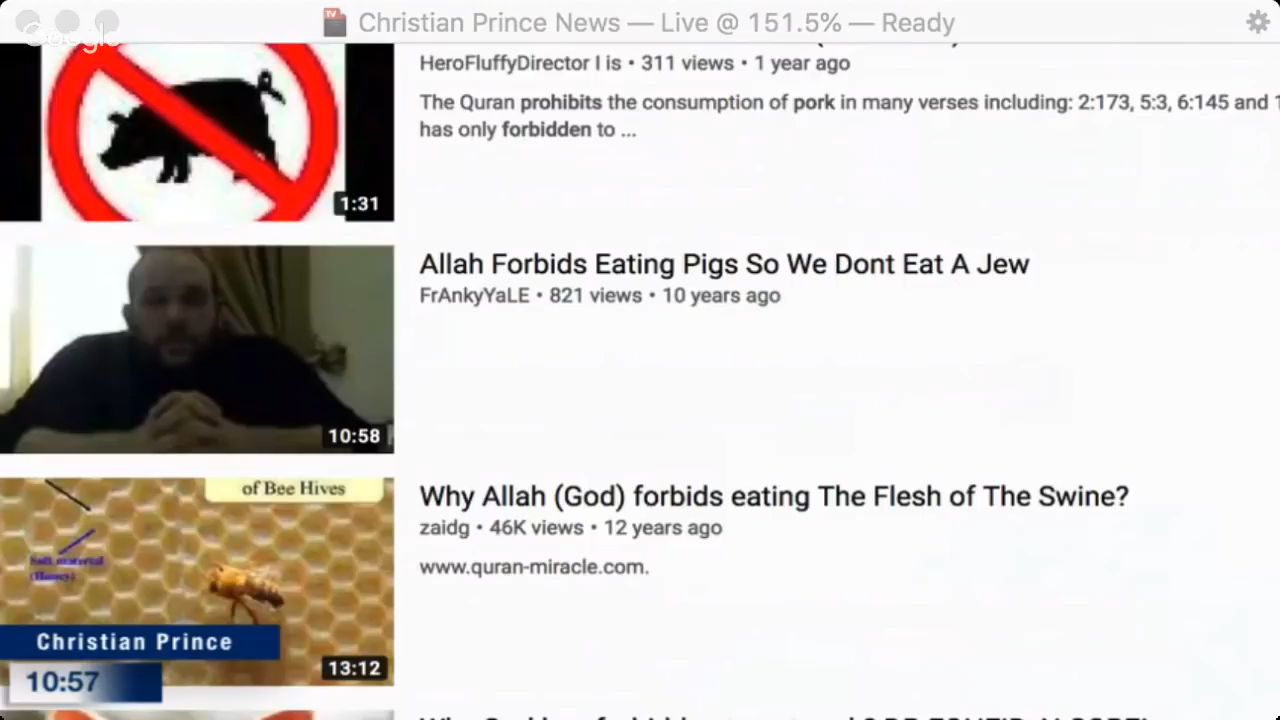 Christian Prince News — Live @ 151.5% — Ready
Google
HeroFluffyDirector I is • 311 views • 1 year ago
The Quran prohibits the consumption of pork in many verses including: 2:173, 5:3, 6:145 and 1
has only forbidden to ...
1:31
Allah Forbids Eating Pigs So We Dont Eat A Jew
FrAnkyYaLE • 821 views • 10 years ago
10:58
of Bee Hives
Why Allah (God) forbids eating The Flesh of The Swine?
zaidg • 46K views • 12 years ago
Soft material
(Honey)
www.quran-miracle.com.
Christian Prince
13:12
10:57